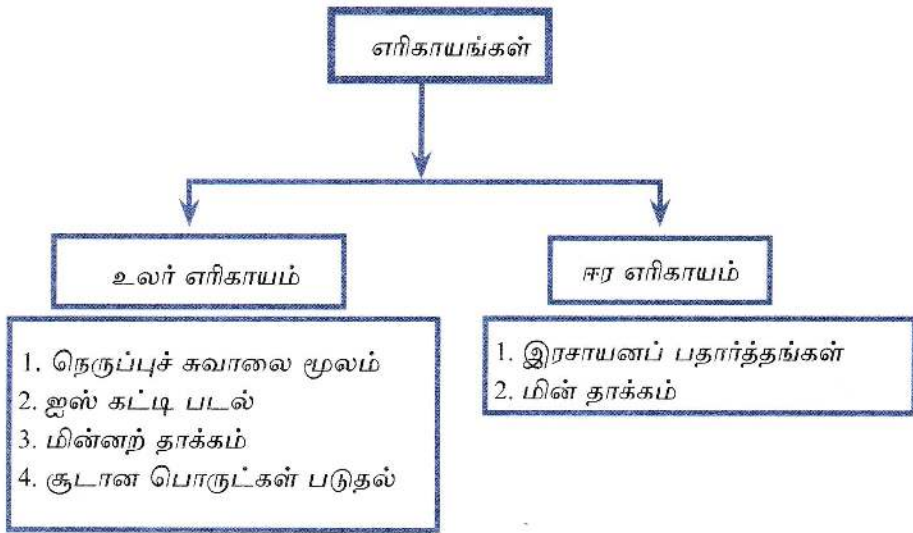 எரிகாயங்கள்
உலர் எரிகாயம்
1. நெருப்புச் சுவாலை மூலம்
2. ஐஸ் கட்டி படல்
3. மின்னற் தாக்கம்
4. சூடான பொருட்கள் படுதல்
ஈர எரிகாயம்
1. இரசாயனப் பதார்த்தங்கள்
2. மின் தாக்கம்